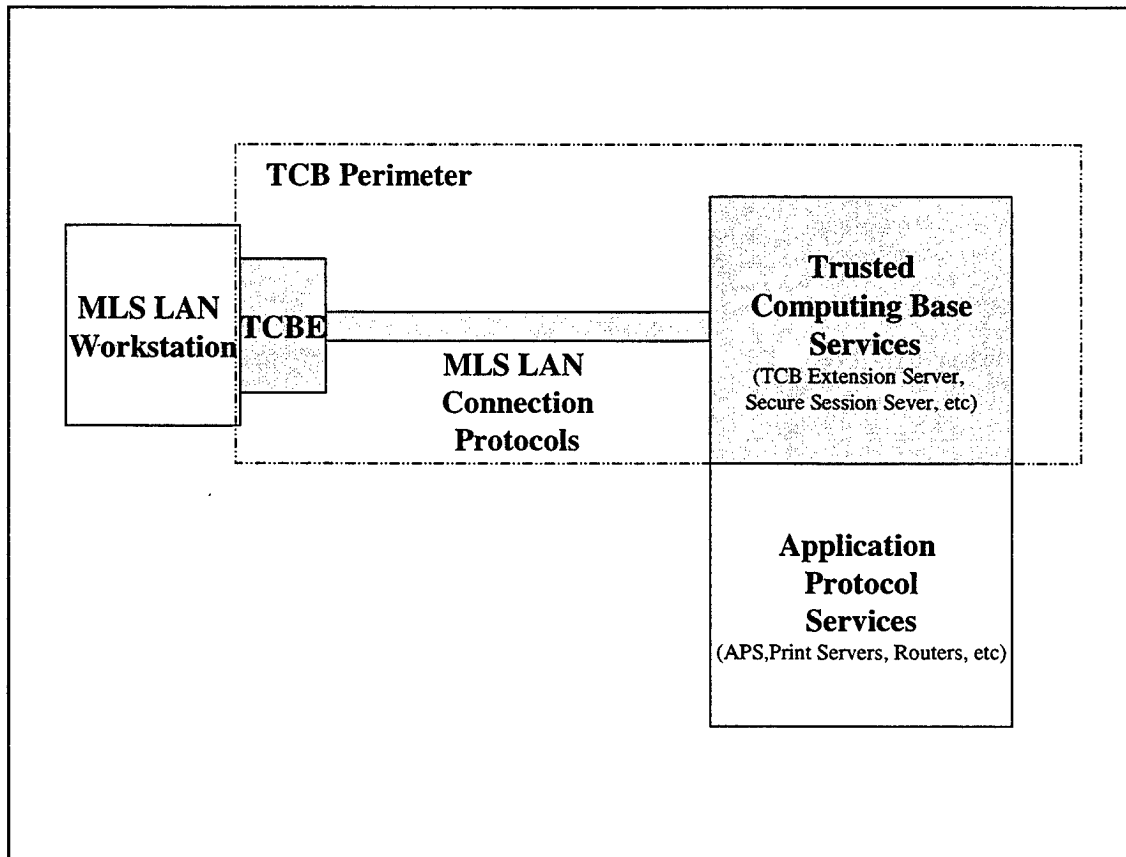 TCB Perimeter
MLS LAN
Workstation
TCBE
MLS LAN
Connection
Protocols
Trusted
Computing Base
Services
(TCB Extension Server,
Secure Session Sever, etc)
Application
Protocol
Services
(APS,Print Servers, Routers, etc)